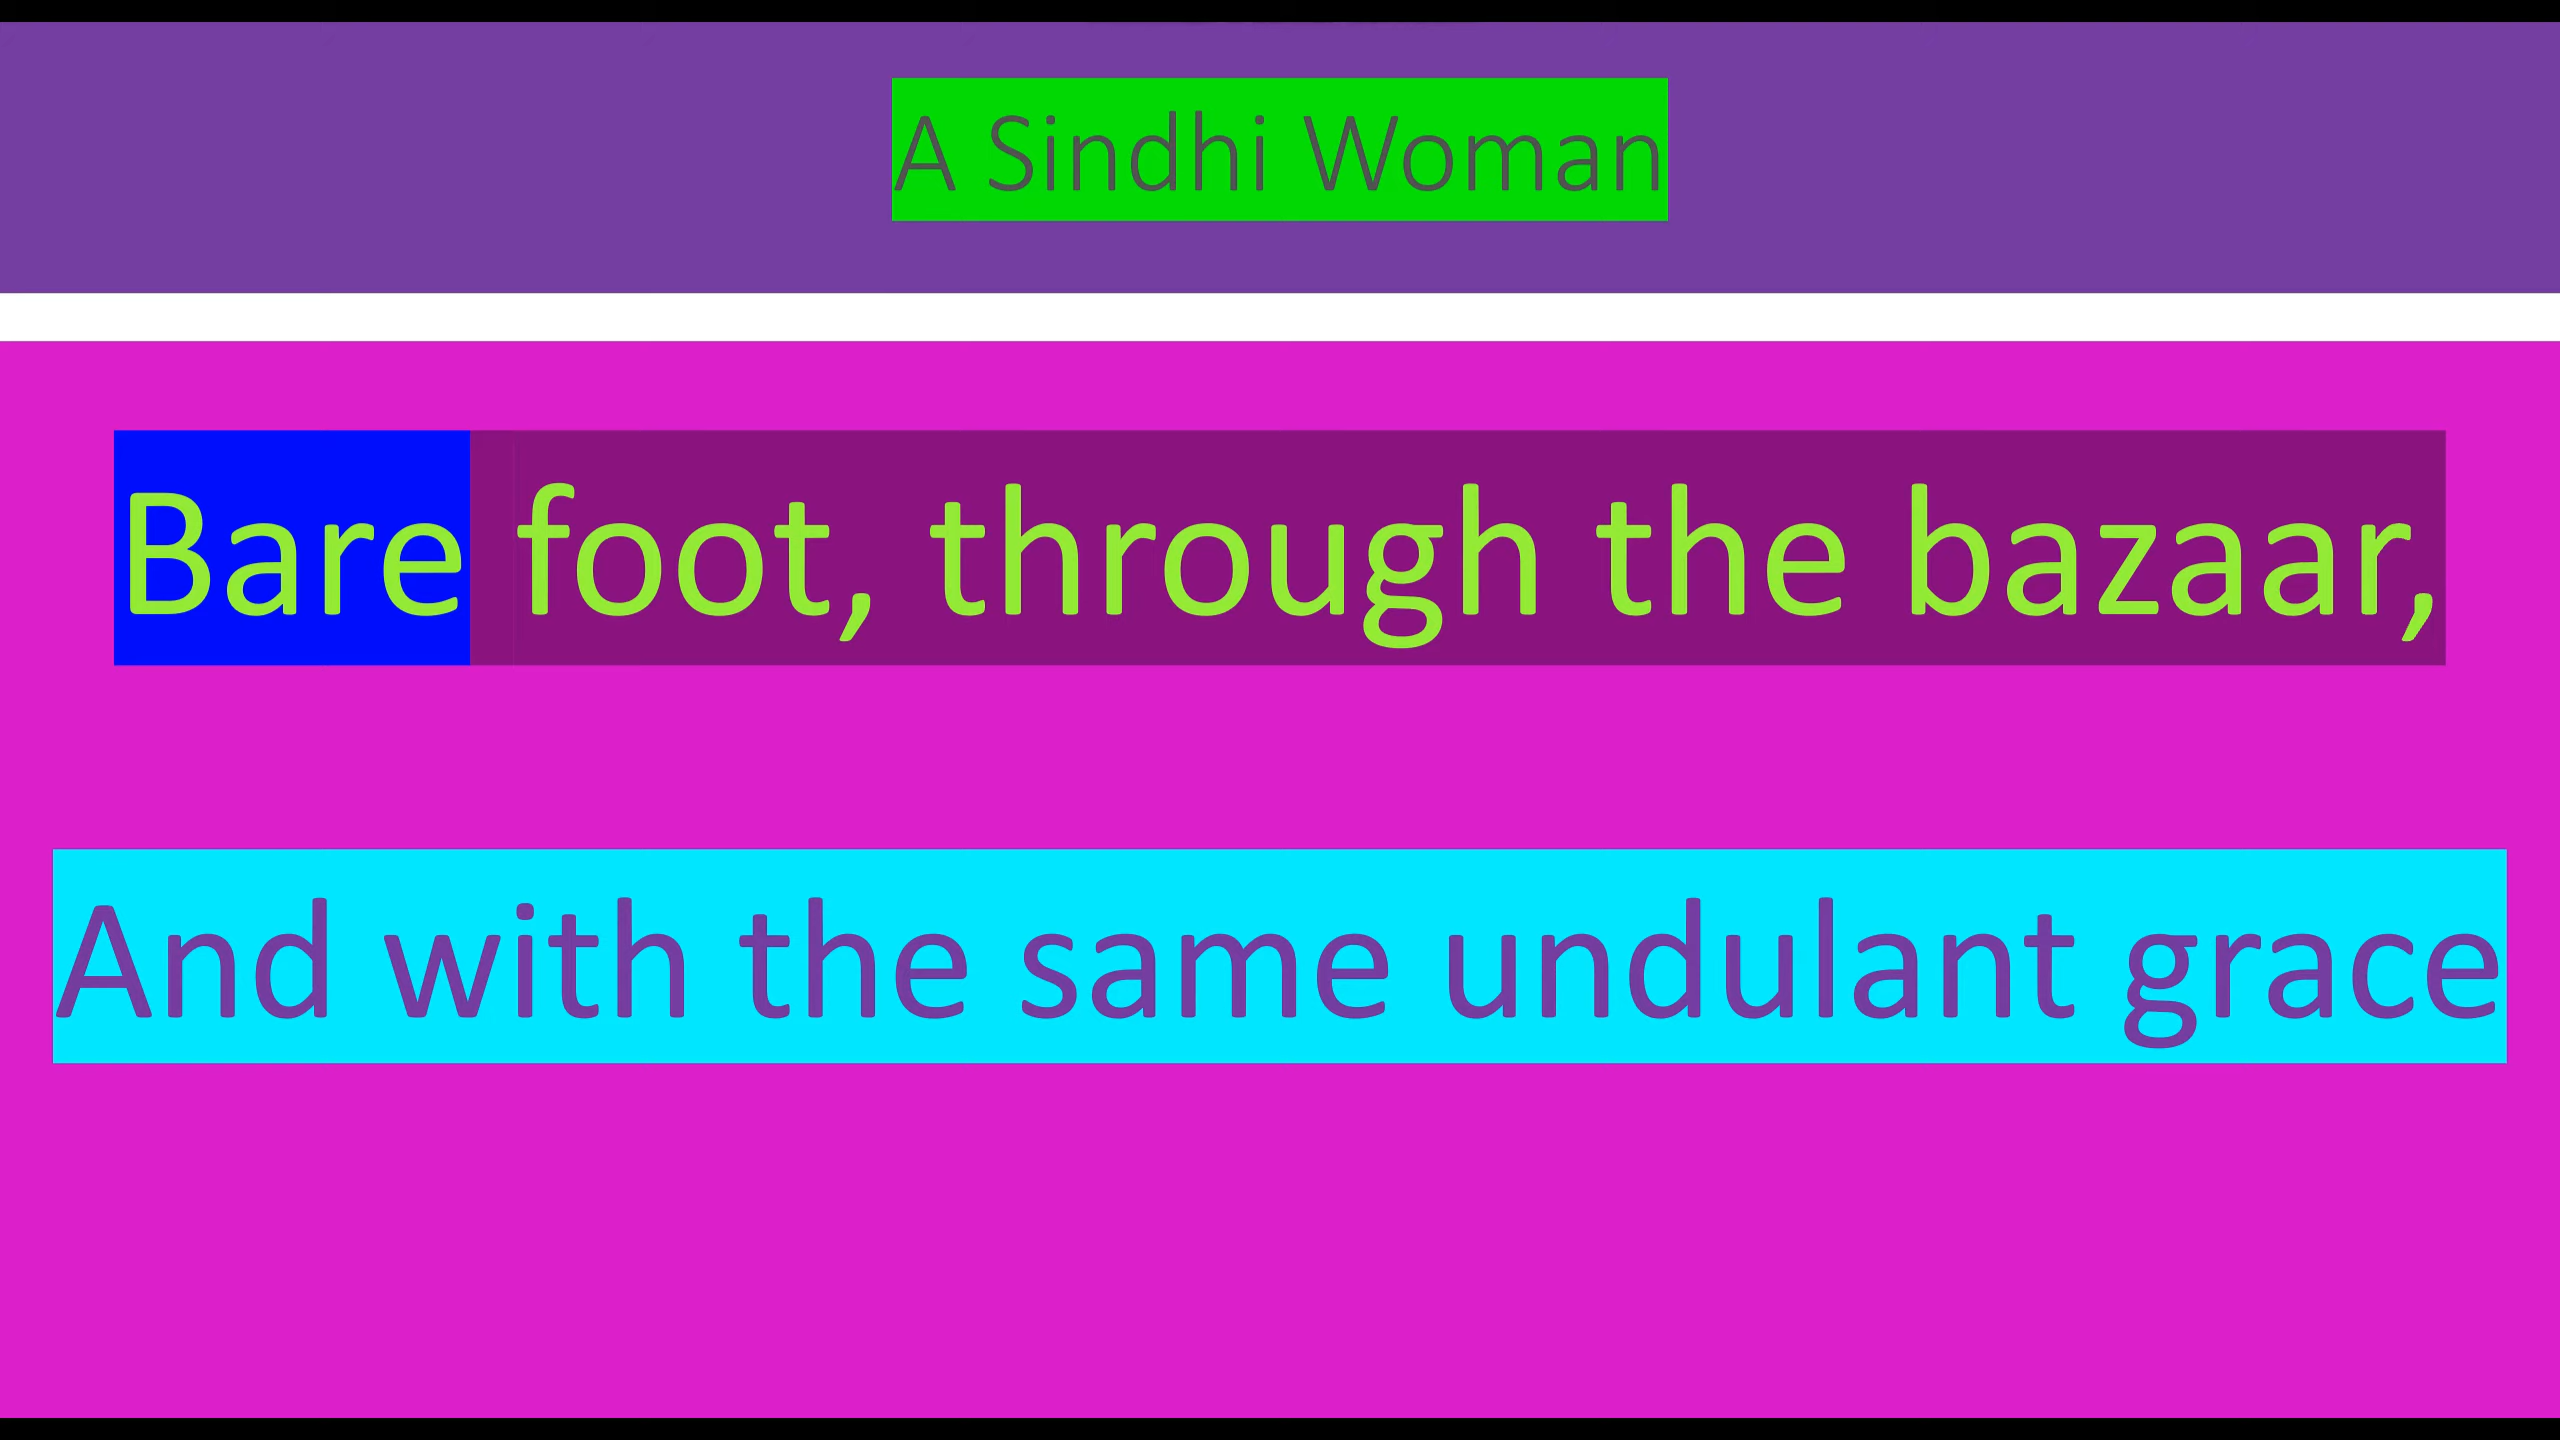 A Sindhi Woman
Bare foot, through the bazaar,
And with the same undulant grace